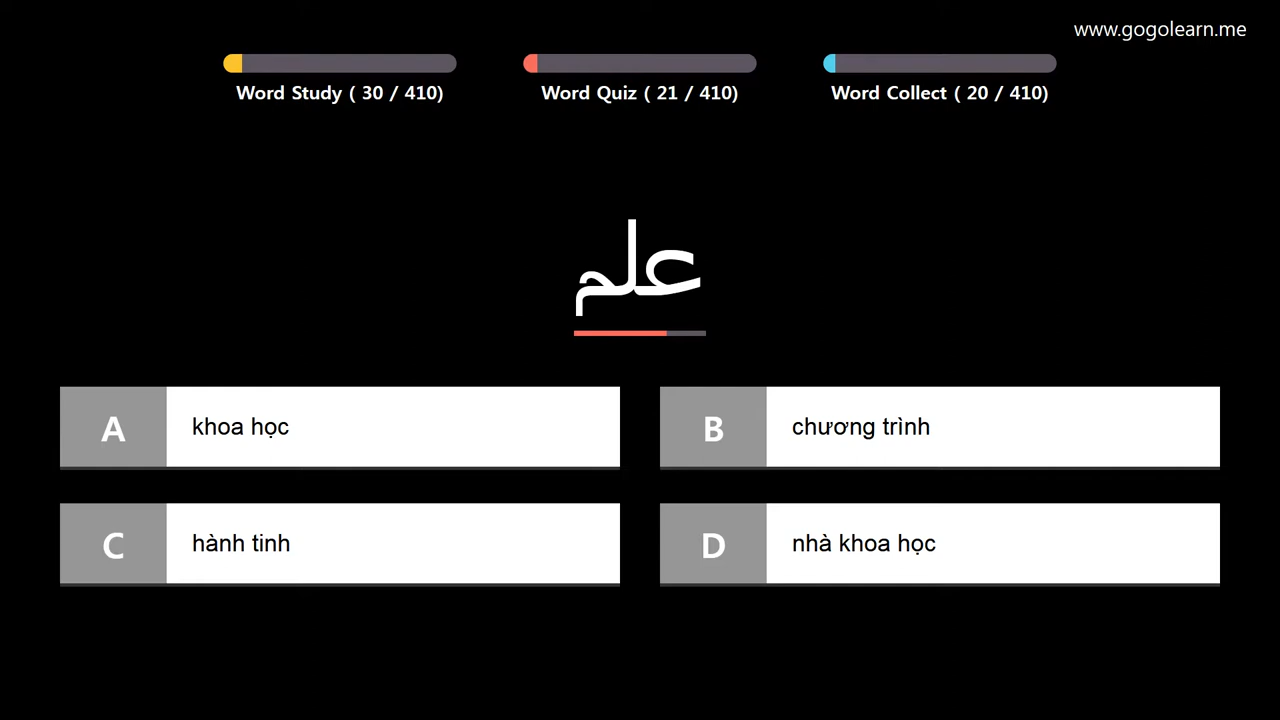 www.gogolearn.me
Word Study ( 30 / 410)
Word Quiz ( 21 / 410)
Word Collect ( 20 / 410)
علم
A
khoa học
B
chương trình
C
hành tinh
D
nhà khoa học